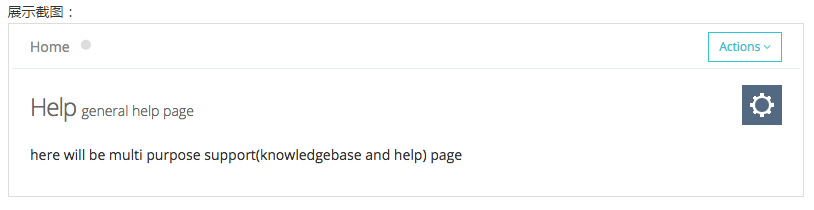 展示截图：
Home
Actions
Help general help page
here will be multi purpose support(knowledgebase and help) page